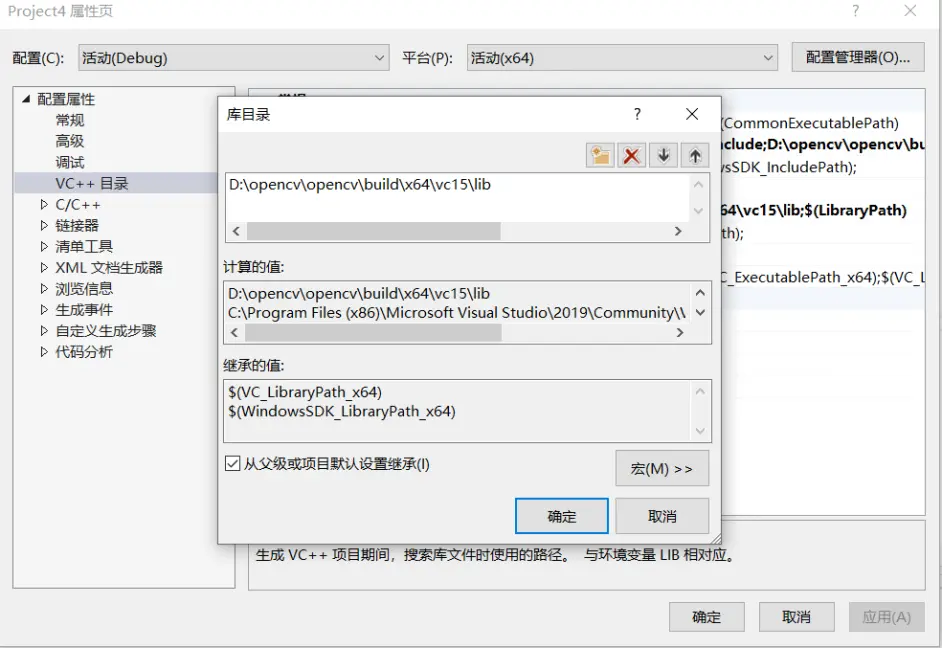 Project4 属性页
配置(C): 活动(Debug) 平台(P): 活动(x64) 配置管理器(O)...
配置属性
常规
高级
调试
VC++ 目录
C/C++
链接器
清单工具
XML 文档生成器
浏览信息
生成事件
自定义生成步骤
代码分析
库目录
D:\opencv\opencv\build\x64\vc15\lib
计算的值:
D:\opencv\opencv\build\x64\vc15\lib
C:\Program Files (x86)\Microsoft Visual Studio\2019\Community\V
继承的值:
$(VC_LibraryPath_x64)
$(WindowsSDK_LibraryPath_x64)
从父级或项目默认设置继承(I)
宏(M) >>
确定 取消
(CommonExecutablePath)
clude;D:\opencv\opencv\bu
vsSDK_IncludePath);
64\vc15\lib;$(LibraryPath)
th);
C_ExecutablePath_x64);$(VC_L
生成 VC++ 项目期间，搜索库文件时使用的路径。 与环境变量 LIB 相对应。
确定 取消 应用(A)